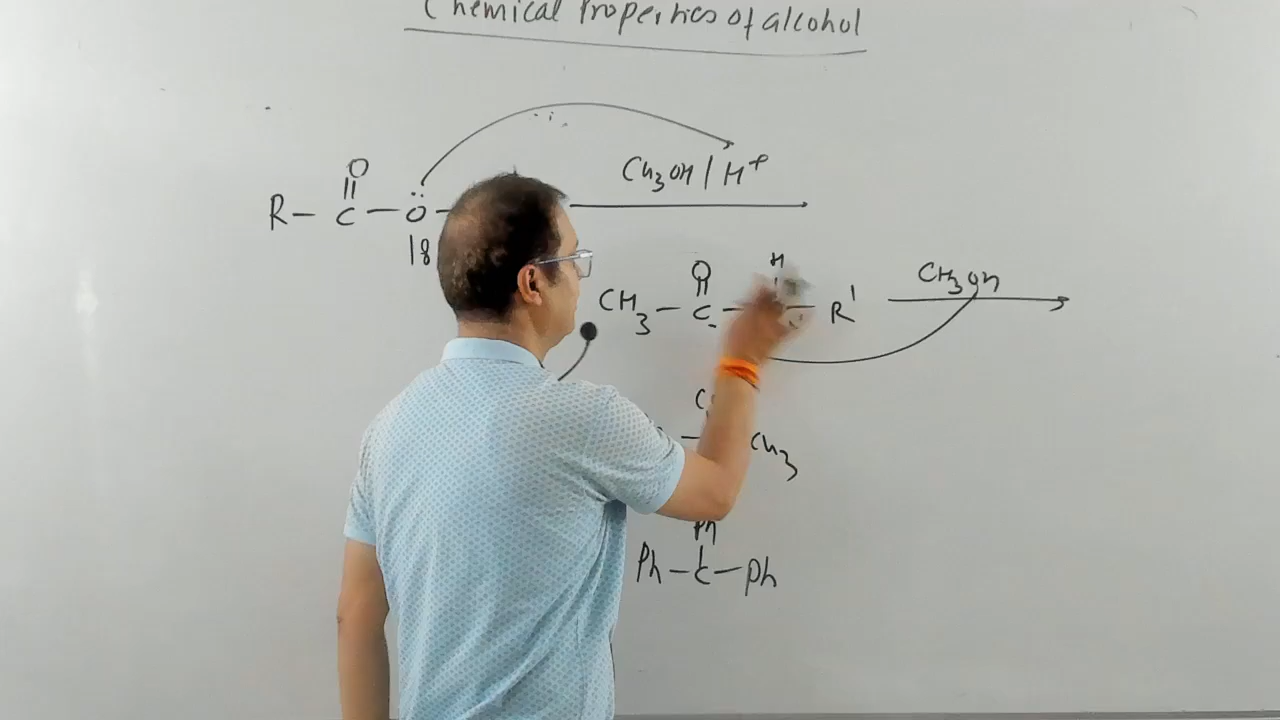 Chemical Properties of alcohol
O
R – C – O –
18
CH3OH / H+
O H
CH3 – C – R'
CH3OH
CH3
Ph
Ph – C – Ph